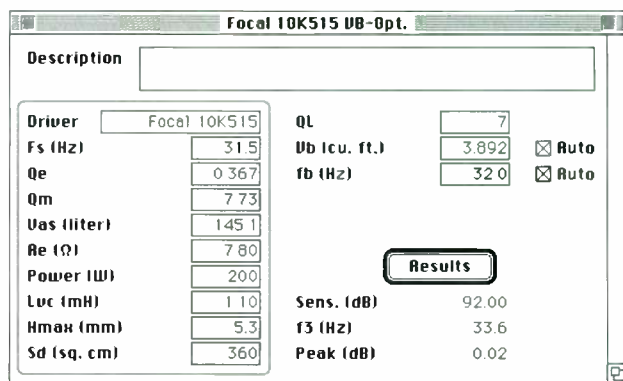 Focal 10K515 VB-Opt.
Description
Driver Focal 10K515
Fs (Hz) 31.5
Qe 0.367
Qm 7.73
Vas (liter) 145.1
Re (Ω) 7.80
Power (W) 200
Lvc (mH) 1.10
Hmax (mm) 5.3
Sd (sq. cm) 360
QL 7
Vb (cu. ft.) 3.892 Auto
fb (Hz) 32.0 Auto
Results
Sens. (dB) 92.00
f3 (Hz) 33.6
Peak (dB) 0.02